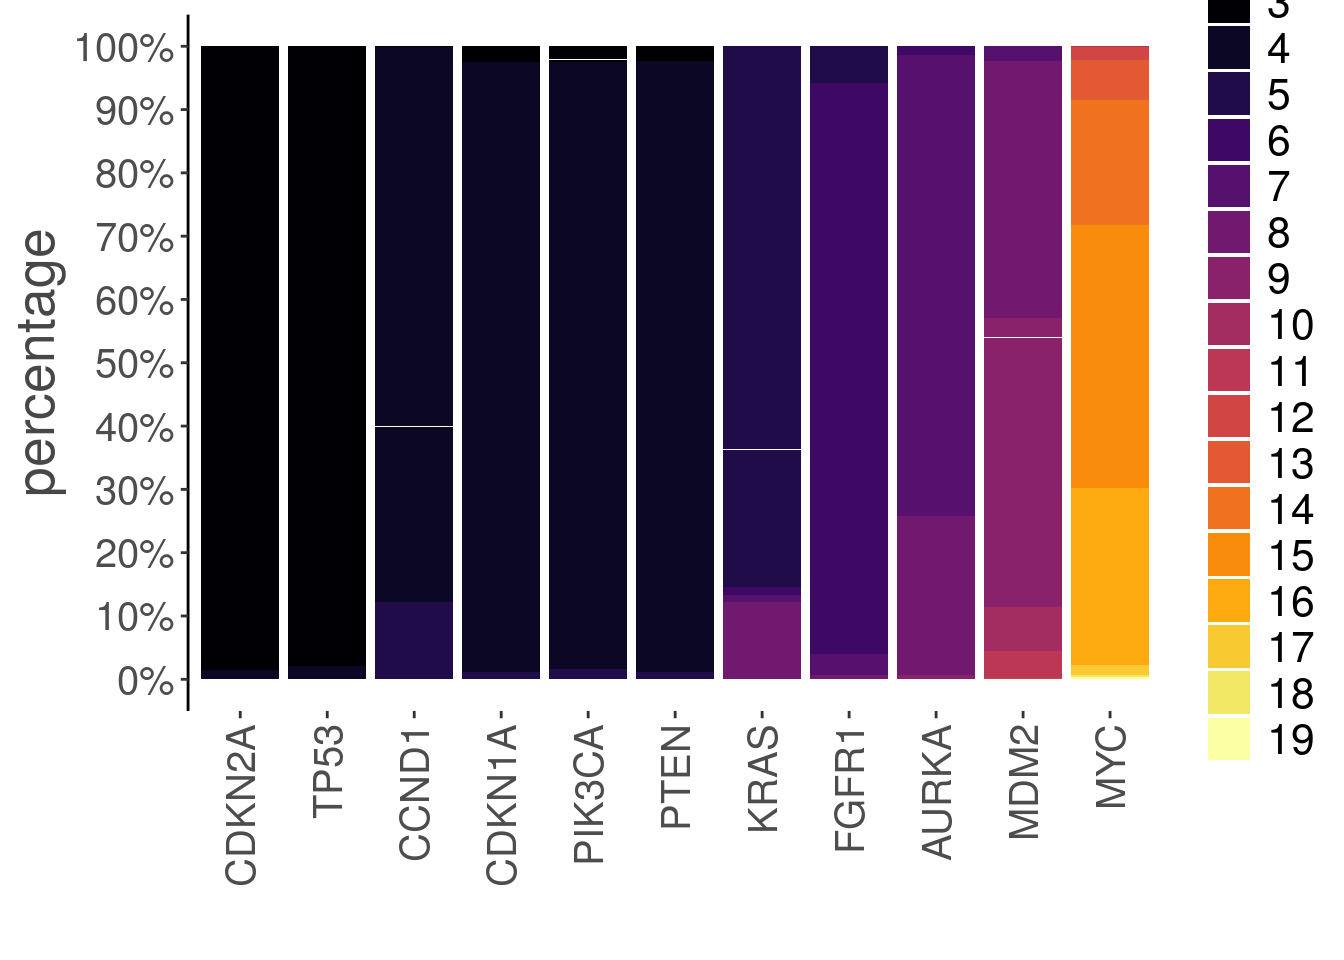 percentage
100%
90%
80%
70%
60%
50%
40%
30%
20%
10%
0%
CDKN2A
TP53
CCND1
CDKN1A
PIK3CA
PTEN
KRAS
FGFR1
AURKA
MDM2
MYC
3
4
5
6
7
8
9
10
11
12
13
14
15
16
17
18
19